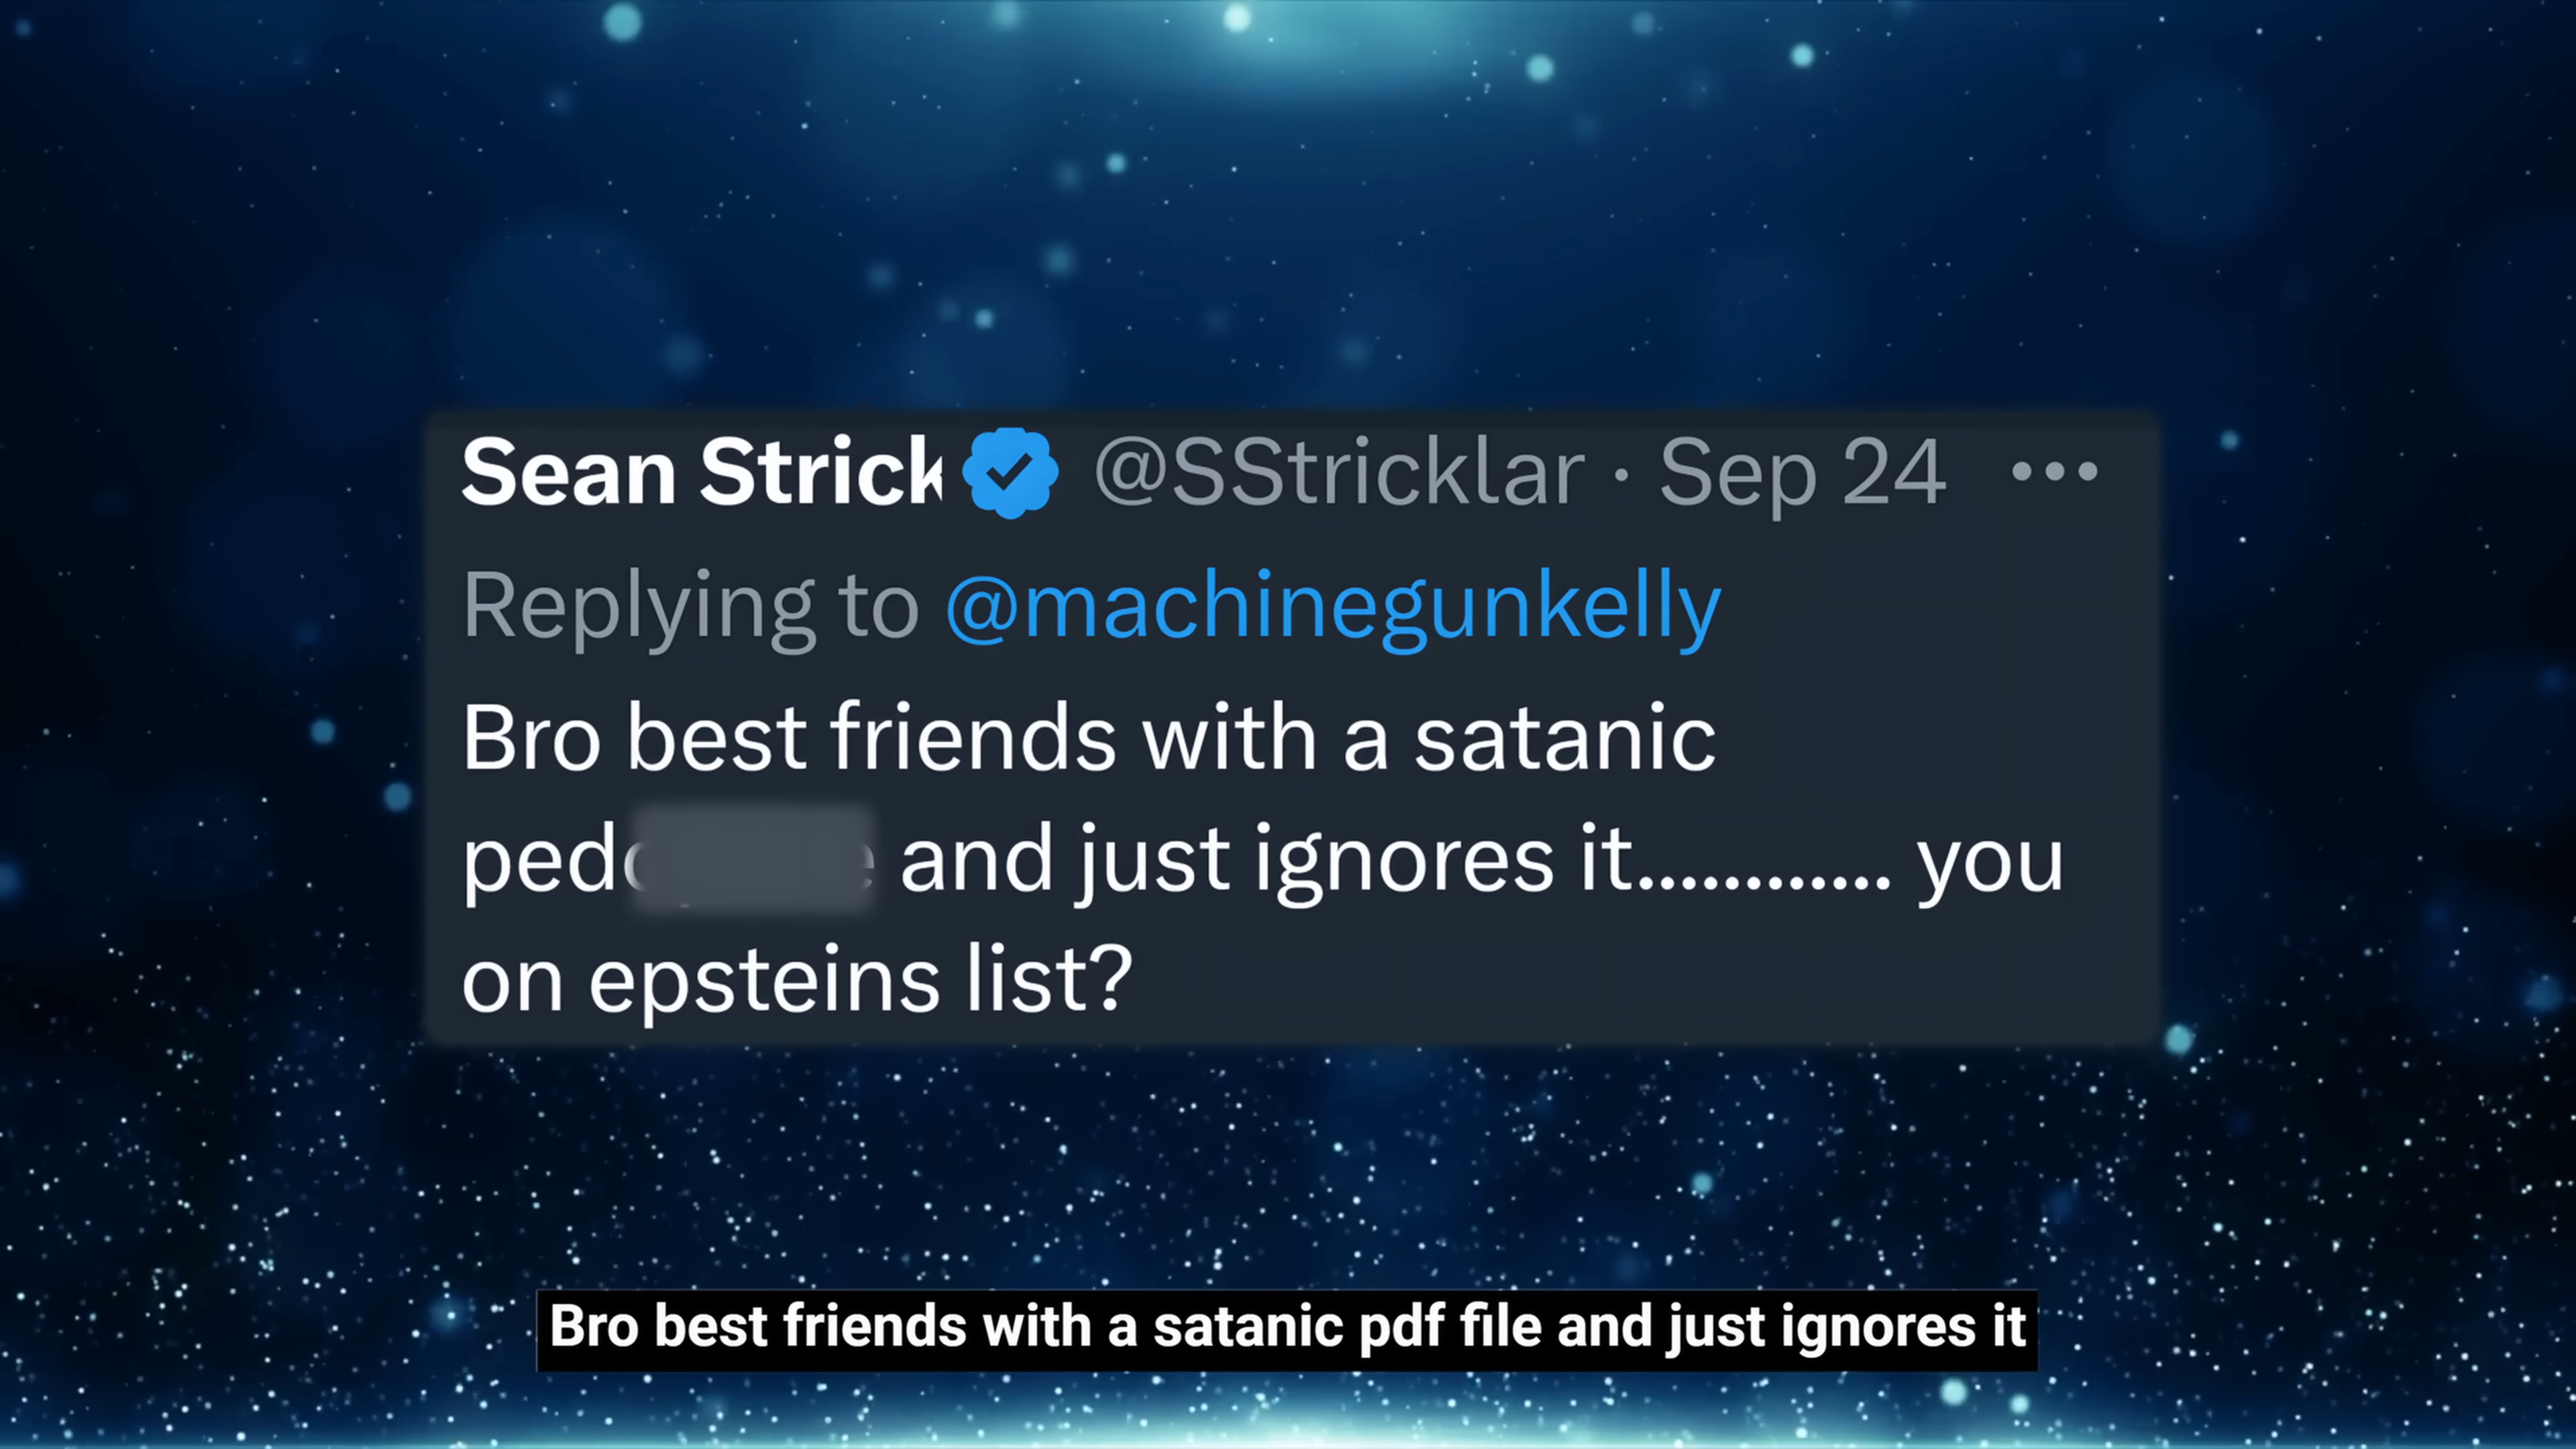 Sean Strick @SStricklar · Sep 24 •••
Replying to @machinegunkelly
Bro best friends with a satanic
and just ignores it............ you
on epsteins list?
Bro best friends with a satanic pdf file and just ignores it